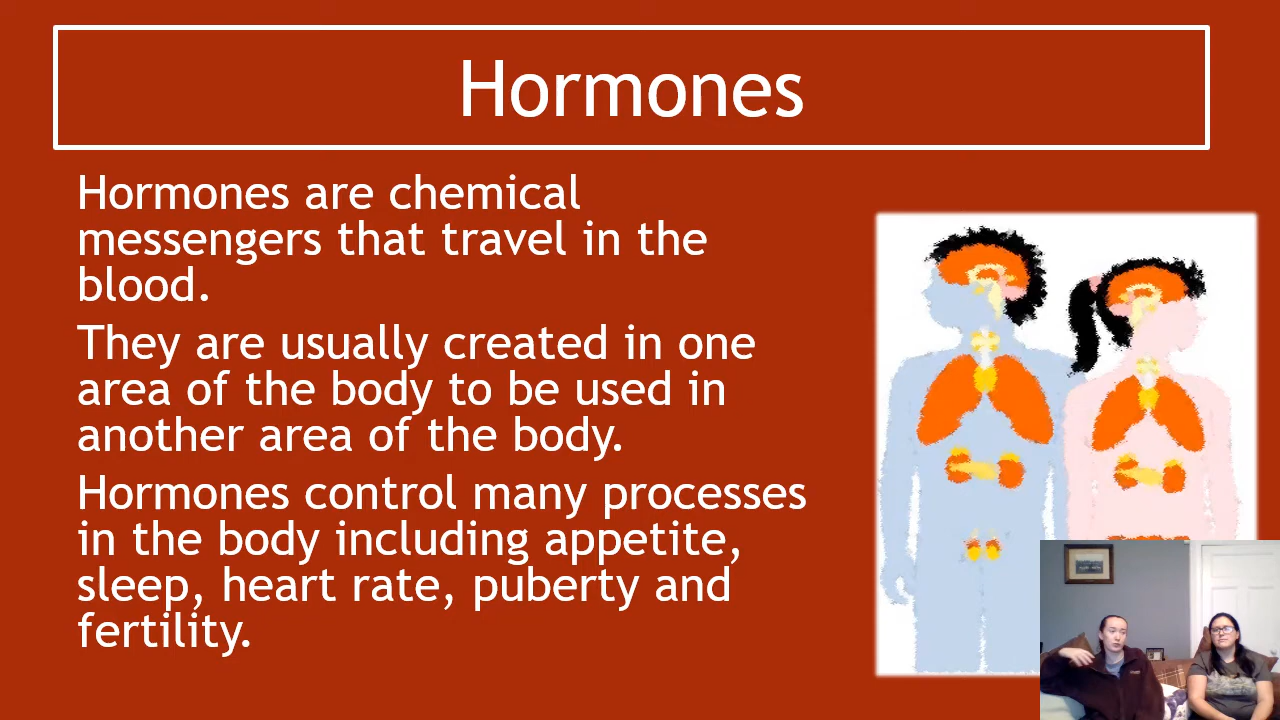 Hormones
Hormones are chemical
messengers that travel in the
blood.
They are usually created in one
area of the body to be used in
another area of the body.
Hormones control many processes
in the body including appetite,
sleep, heart rate, puberty and
fertility.